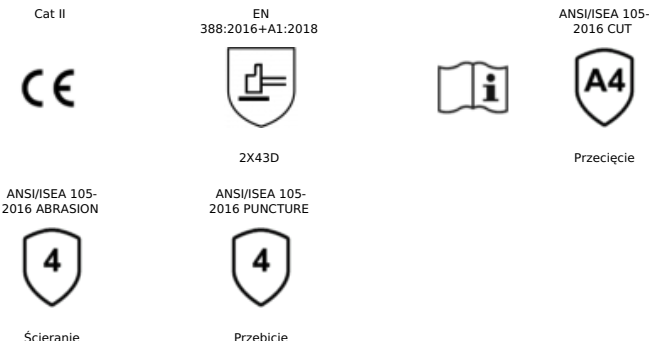 Cat II
EN
388:2016+A1:2018
ANSI/ISEA 105-
2016 CUT
CE
i
A4
2X43D
Przecięcie
ANSI/ISEA 105-
2016 ABRASION
ANSI/ISEA 105-
2016 PUNCTURE
4
4
Ścieranie
Przebicie